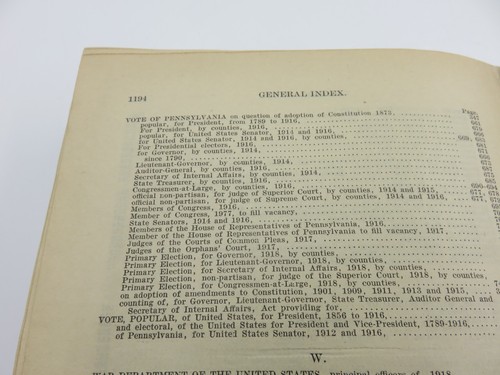 1194
GENERAL INDEX.
Page
VOTE OF PENNSYLVANIA on question of adoption of Constitution 1873,
popular, for President, from 1789 to 1916,
For President, by counties, 1916,
popular, for United States Senator, 1914 and 1916,
for United States Senator, 1914 and 1916, by counties,
For Presidential electors, 1916,
for Governor, by counties, 1914,
since 1790,
Lieutenant-Governor, by counties, 1914,
Auditor-General, by counties, 1916,
Secretary of Internal Affairs, by counties, 1914,
State Treasurer, by counties, 1916,
Congressmen-at-Large, by counties, 1916,
official non-partisan, for judge of Superior Court, by counties, 1914 and 1915,
official non-partisan, for judge of Supreme Court, by counties, 1914 and 1916,
Members of Congress, 1916,
Member of Congress, 1977, to fill vacancy,
State Senators, 1914 and 1916,
Members of the House of Representatives of Pennsylvania, 1916,
Member of the House of Representatives of Pennsylvania to fill vacancy, 1917,
Judges of the Courts of Common Pleas, 1917,
Judges of the Orphans' Court, 1917,
Primary Election, for Governor, 1918, by counties,
Primary Election, for Lieutenant-Governor, 1918, by counties,
Primary Election, for Secretary of Internal Affairs, 1918, by counties,
Primary Election, non-partisan, for judge of the Superior Court, 1918, by counties,
Primary Election, for Congressmen-at-Large, 1918, by counties,
on adoption of amendments to Constitution, 1901, 1909, 1911, 1913 and 1915,
counting of, for Governor, Lieutenant-Governor, State Treasurer, Auditor General and
Secretary of Internal Affairs, Act providing for,
VOTE, POPULAR, of United States, for President, 1856 to 1916,
and electoral, of the United States for President and Vice-President, 1789-1916,
of Pennsylvania, for United States Senator, 1912 and 1916,
W.
WAR DEPARTMENT OF THE UNITED STATES, principal officers of, 1918,